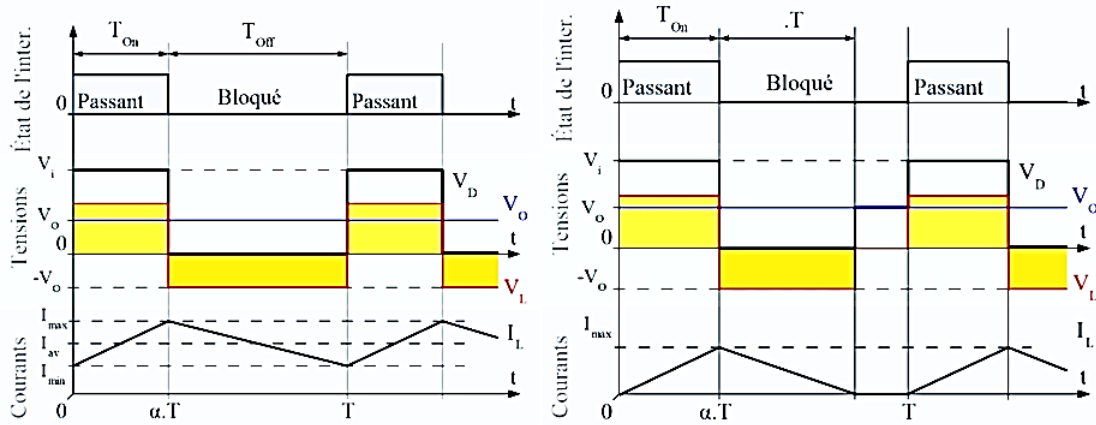 État de l'inter.
T_On
T_Off
0
Passant
Bloqué
Passant
t
Tensions
V_i
V_D
V_O
V_O
0
t
-V_O
V_L
Courants
I_max
I_av
I_min
I_L
t
0
α.T
T
État de l'inter.
T_On
.T
0
Passant
Bloqué
Passant
t
Tensions
V_i
V_D
V_O
V_O
0
t
-V_O
V_L
Courants
I_max
I_L
t
0
α.T
T